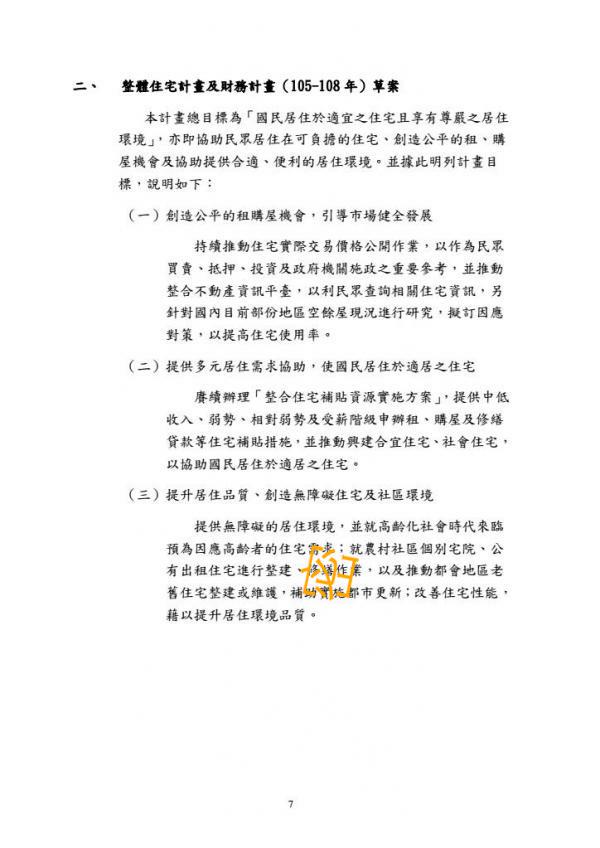 二、 整體住宅計畫及財務計畫（105-108 年）草案
本計畫總目標為「國民居住於適宜之住宅且享有尊嚴之居住
環境」，亦即協助民眾居住在可負擔的住宅、創造公平的租、購
屋機會及協助提供合適、便利的居住環境。並據此明列計畫目
標，說明如下：
（一）創造公平的租購屋機會，引導市場健全發展
持續推動住宅實際交易價格公開作業，以作為民眾
買賣、抵押、投資及政府機關施政之重要參考，並推動
整合不動產資訊平臺，以利民眾查詢相關住宅資訊，另
針對國內目前部份地區空餘屋現況進行研究，擬訂因應
對策，以提高住宅使用率。
（二）提供多元居住需求協助，使國民居住於適居之住宅
賡續辦理「整合住宅補貼資源實施方案」，提供中低
收入、弱勢、相對弱勢及受薪階級申辦租、購屋及修繕
貸款等住宅補貼措施，並推動興建合宜住宅、社會住宅，
以協助國民居住於適居之住宅。
（三）提升居住品質、創造無障礙住宅及社區環境
提供無障礙的居住環境，並就高齡化社會時代來臨
預為因應高齡者的住宅需求；就農村社區個別宅院、公
有出租住宅進行整建、修繕作業，以及推動都會地區老
舊住宅整建或維護，補助實施都市更新；改善住宅性能，
藉以提升居住環境品質。
7